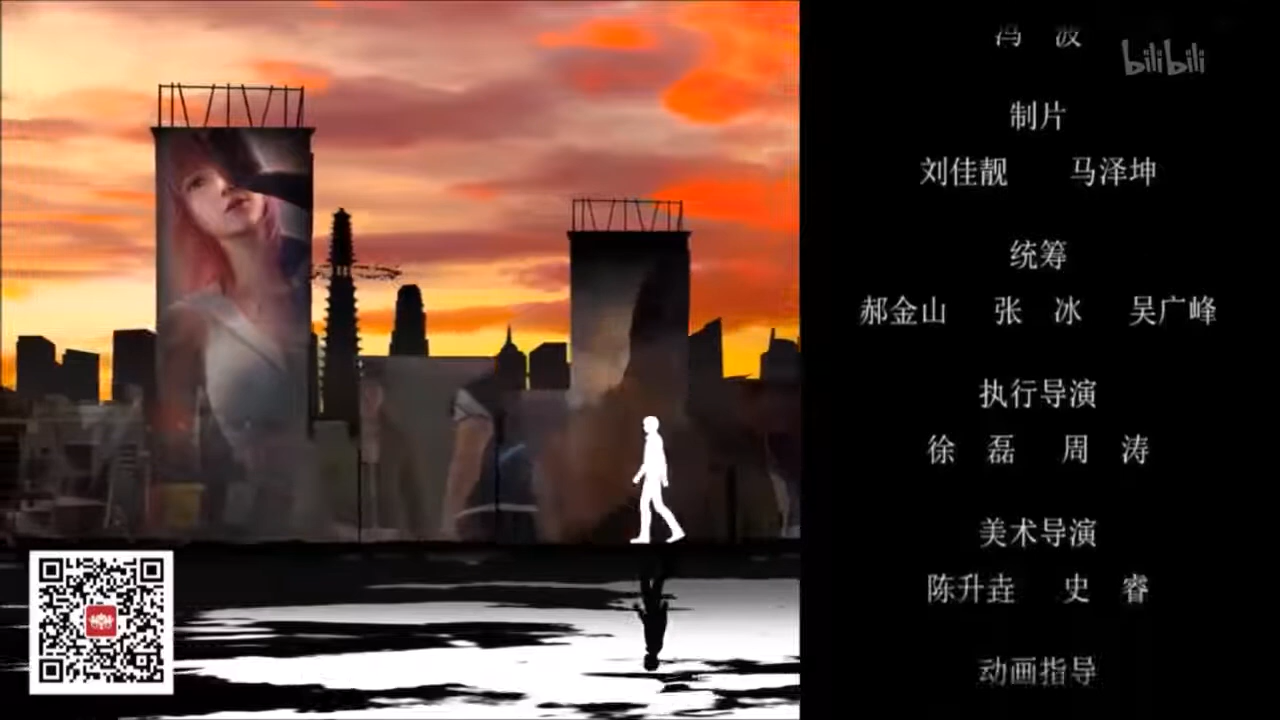 冯 波
bilibili
制片
刘佳靓 马泽坤
统筹
郝金山 张 冰 吴广峰
执行导演
徐 磊 周 涛
美术导演
陈升垚 史 睿
动画指导